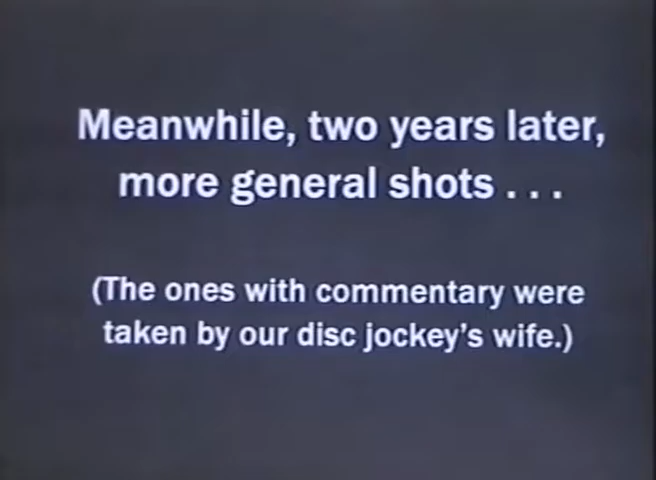 Meanwhile, two years later,
more general shots . . .
(The ones with commentary were
taken by our disc jockey's wife.)